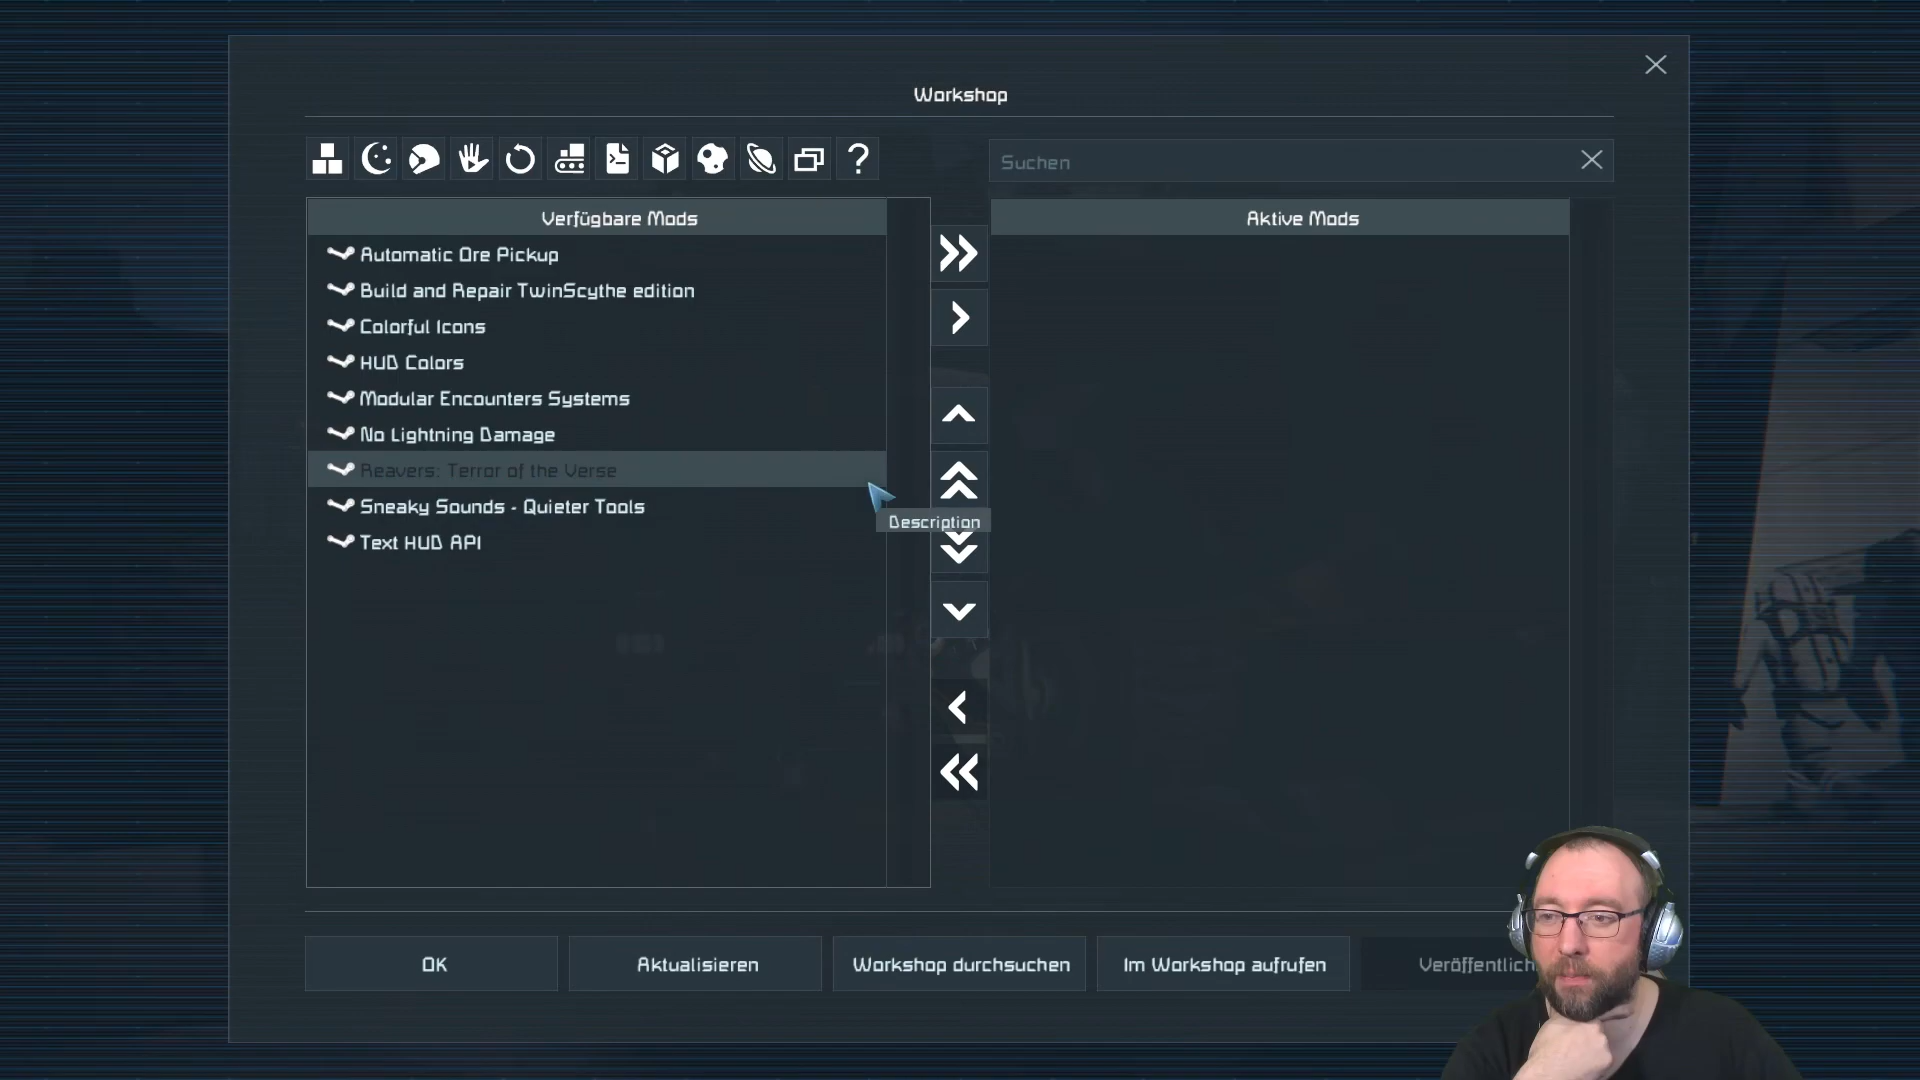 Workshop
?
Suchen
Verfügbare Mods
Aktive Mods
Automatic Ore Pickup
Build and Repair TwinScythe edition
Colorful Icons
HUD Colors
Modular Encounters Systems
No Lightning Damage
Reavers: Terror of the Verse
Sneaky Sounds - Quieter Tools
Description
Text HUD API
OK
Aktualisieren
Workshop durchsuchen
Im Workshop aufrufen
Veröffentlich